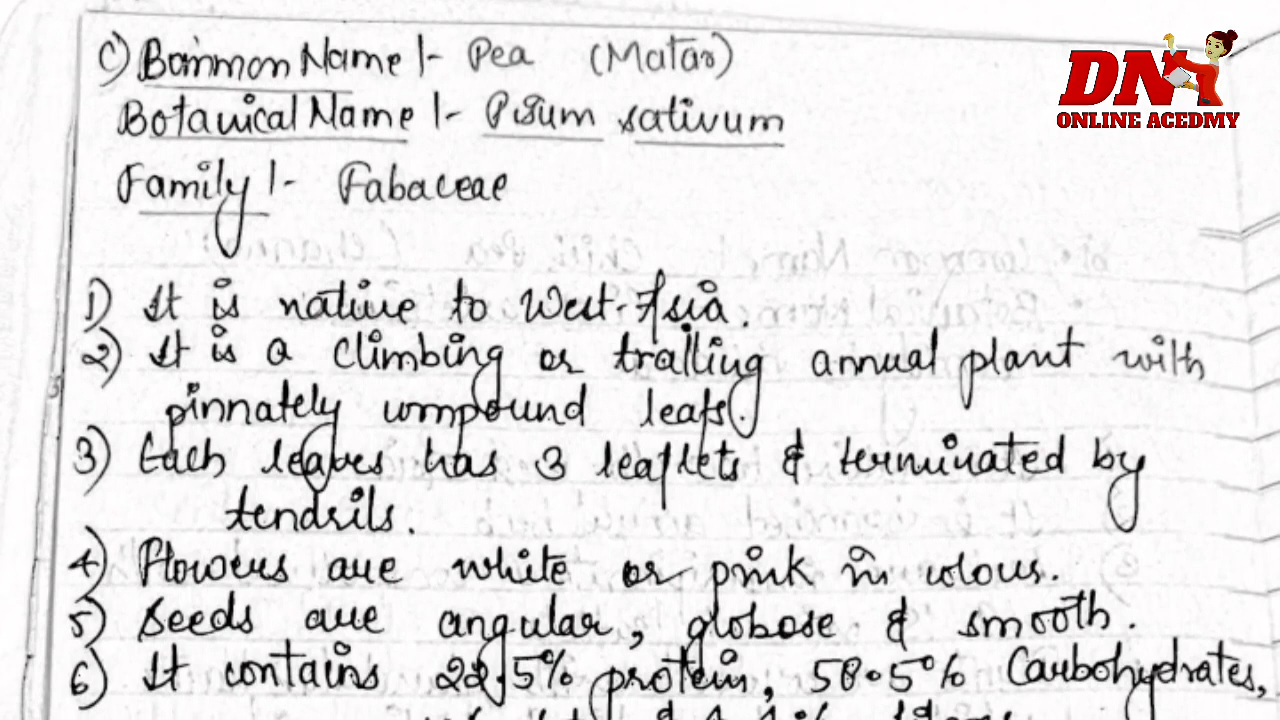 C) Common Name :- Pea (Matar)
Botanical Name :- Pisum sativum
Family :- Fabaceae
1) It is native to West-Asia.
2) It is a climbing or tralling annual plant with
pinnately compound leafs.
3) Each leaves has 3 leaflets & terminated by
tendrils.
4) Flowers are white or pink in colour.
5) Seeds are angular, globose & smooth.
6) It contains 22.5% protein, 58.5% Carbohydrates,
DN
ONLINE ACEDMY